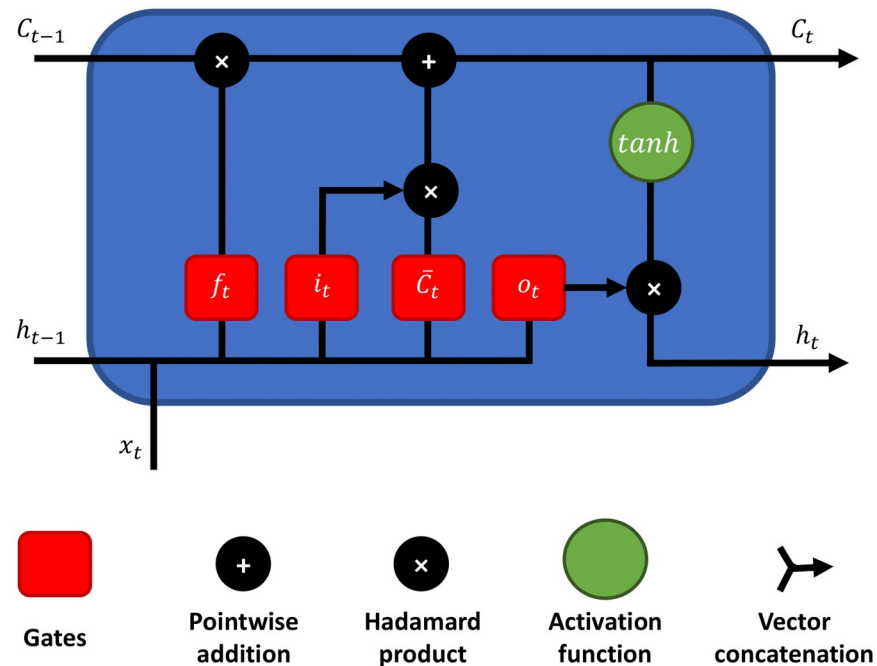 C_{t-1}
C_t
×
+
tanh
×
f_t
i_t
C̄_t
o_t
×
h_{t-1}
h_t
x_t
+
×
Gates
Pointwise
addition
Hadamard
product
Activation
function
Vector
concatenation